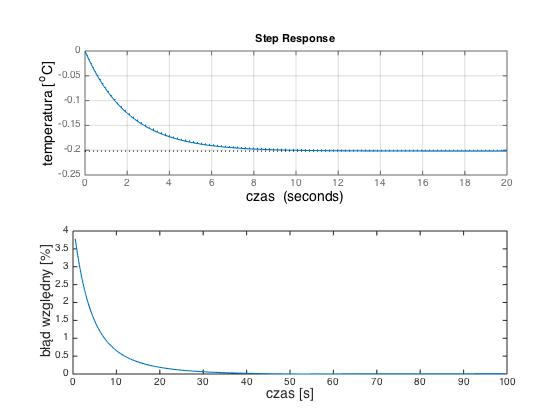 Step Response
temperatura [°C]
0
-0.05
-0.1
-0.15
-0.2
-0.25
0 2 4 6 8 10 12 14 16 18 20
czas (seconds)
błąd względny [%]
4
3.5
3
2.5
2
1.5
1
0.5
0
0 10 20 30 40 50 60 70 80 90 100
czas [s]